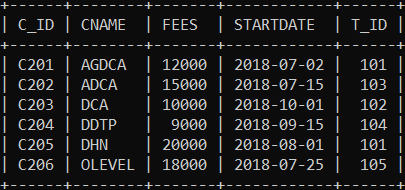 +------+--------+-------+------------+------+
| C_ID | CNAME  | FEES  | STARTDATE  | T_ID |
+------+--------+-------+------------+------+
| C201 | AGDCA  | 12000 | 2018-07-02 |  101 |
| C202 | ADCA   | 15000 | 2018-07-15 |  103 |
| C203 | DCA    | 10000 | 2018-10-01 |  102 |
| C204 | DDTP   |  9000 | 2018-09-15 |  104 |
| C205 | DHN    | 20000 | 2018-08-01 |  101 |
| C206 | OLEVEL | 18000 | 2018-07-25 |  105 |
+------+--------+-------+------------+------+